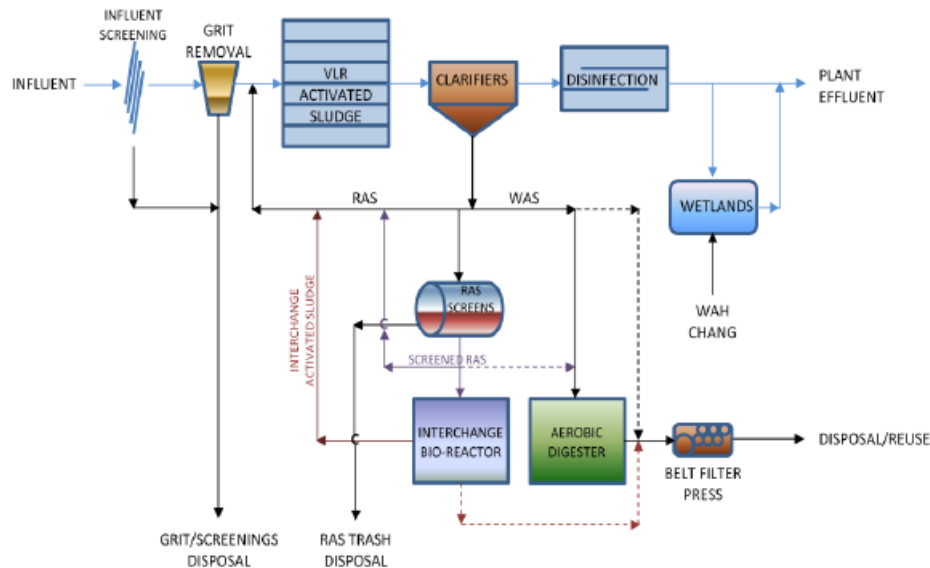 INFLUENT
SCREENING
GRIT
REMOVAL
INFLUENT
VLR
ACTIVATED
SLUDGE
CLARIFIERS
DISINFECTION
PLANT
EFFLUENT
RAS
WAS
WETLANDS
RAS
SCREENS
WAH
CHANG
INTERCHANGE
ACTIVATED SLUDGE
SCREENED RAS
INTERCHANGE
BIO-REACTOR
AEROBIC
DIGESTER
BELT FILTER
PRESS
DISPOSAL/REUSE
GRIT/SCREENINGS
DISPOSAL
RAS TRASH
DISPOSAL